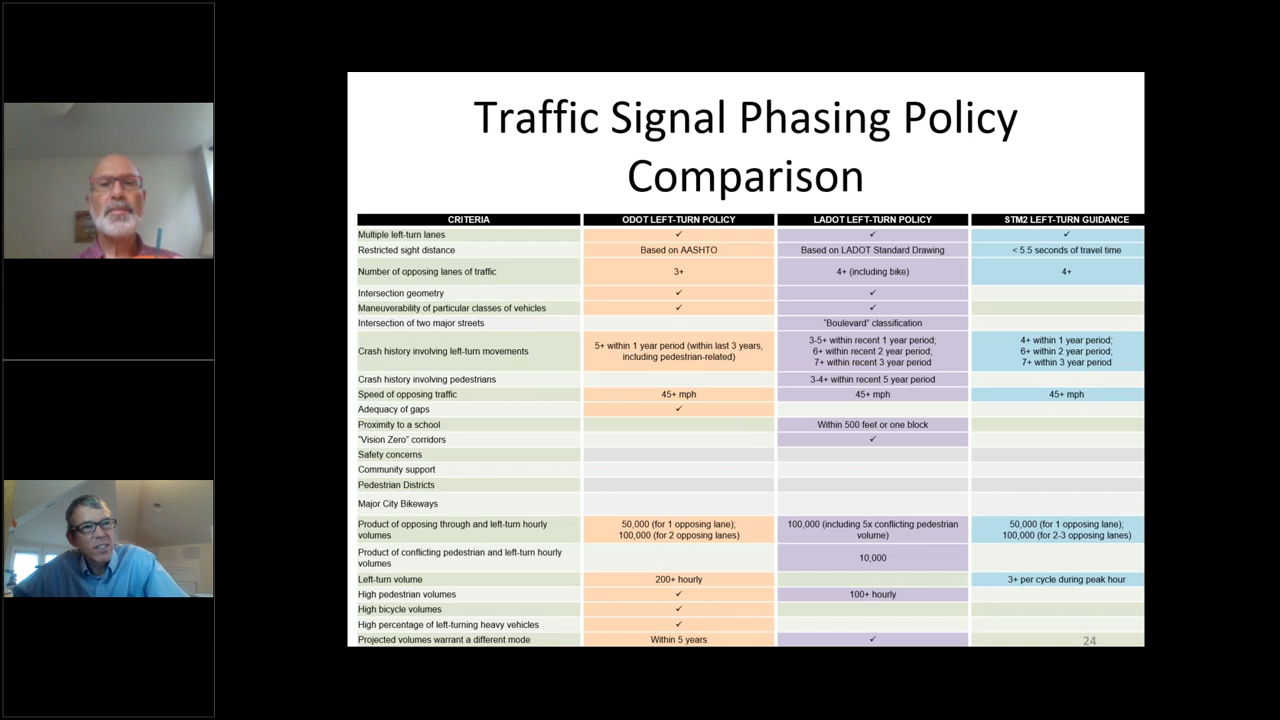 Traffic Signal Phasing Policy
Comparison
CRITERIA ODOT LEFT-TURN POLICY LADOT LEFT-TURN POLICY STM2 LEFT-TURN GUIDANCE
Multiple left-turn lanes ✓ ✓ ✓
Restricted sight distance Based on AASHTO Based on LADOT Standard Drawing < 5.5 seconds of travel time
Number of opposing lanes of traffic 3+ 4+ (including bike) 4+
Intersection geometry ✓ ✓
Maneuverability of particular classes of vehicles ✓ ✓
Intersection of two major streets "Boulevard" classification
Crash history involving left-turn movements
5+ within 1 year period (within last 3 years,
including pedestrian-related)
3-5+ within recent 1 year period;
6+ within recent 2 year period;
7+ within recent 3 year period
4+ within 1 year period;
6+ within 2 year period;
7+ within 3 year period
Crash history involving pedestrians 3-4+ within recent 5 year period
Speed of opposing traffic 45+ mph 45+ mph 45+ mph
Adequacy of gaps ✓
Proximity to a school Within 500 feet or one block
"Vision Zero" corridors ✓
Safety concerns
Community support
Pedestrian Districts
Major City Bikeways
Product of opposing through and left-turn hourly
volumes
50,000 (for 1 opposing lane);
100,000 (for 2 opposing lanes)
100,000 (including 5x conflicting pedestrian
volume)
50,000 (for 1 opposing lane);
100,000 (for 2-3 opposing lanes)
Product of conflicting pedestrian and left-turn hourly
volumes
10,000
Left-turn volume 200+ hourly 3+ per cycle during peak hour
High pedestrian volumes ✓ 100+ hourly
High bicycle volumes ✓
High percentage of left-turning heavy vehicles ✓
Projected volumes warrant a different mode Within 5 years ✓
24